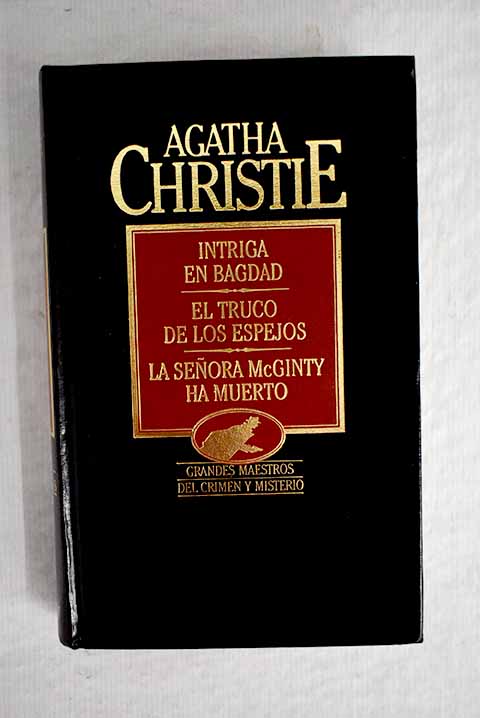 AGATHA
CHRISTIE
INTRIGA
EN BAGDAD
EL TRUCO
DE LOS ESPEJOS
LA SEÑORA McGINTY
HA MUERTO
GRANDES MAESTROS
DEL CRIMEN Y MISTERIO